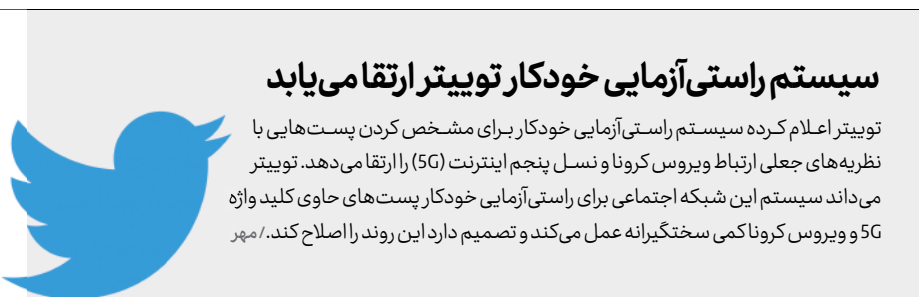 سیستم راستی‌آزمایی خودکار توییتر ارتقا می‌یابد
توییتر اعلام کرده سیستم راستی‌آزمایی خودکار برای مشخص کردن پست‌هایی با
نظریه‌های جعلی ارتباط ویروس کرونا و نسل پنجم اینترنت (5G) را ارتقا می‌دهد. توییتر
می‌داند سیستم این شبکه اجتماعی برای راستی‌آزمایی خودکار پست‌های حاوی کلید واژه
5G و ویروس کرونا کمی سختگیرانه عمل می‌کند و تصمیم دارد این روند را اصلاح کند./ مهر